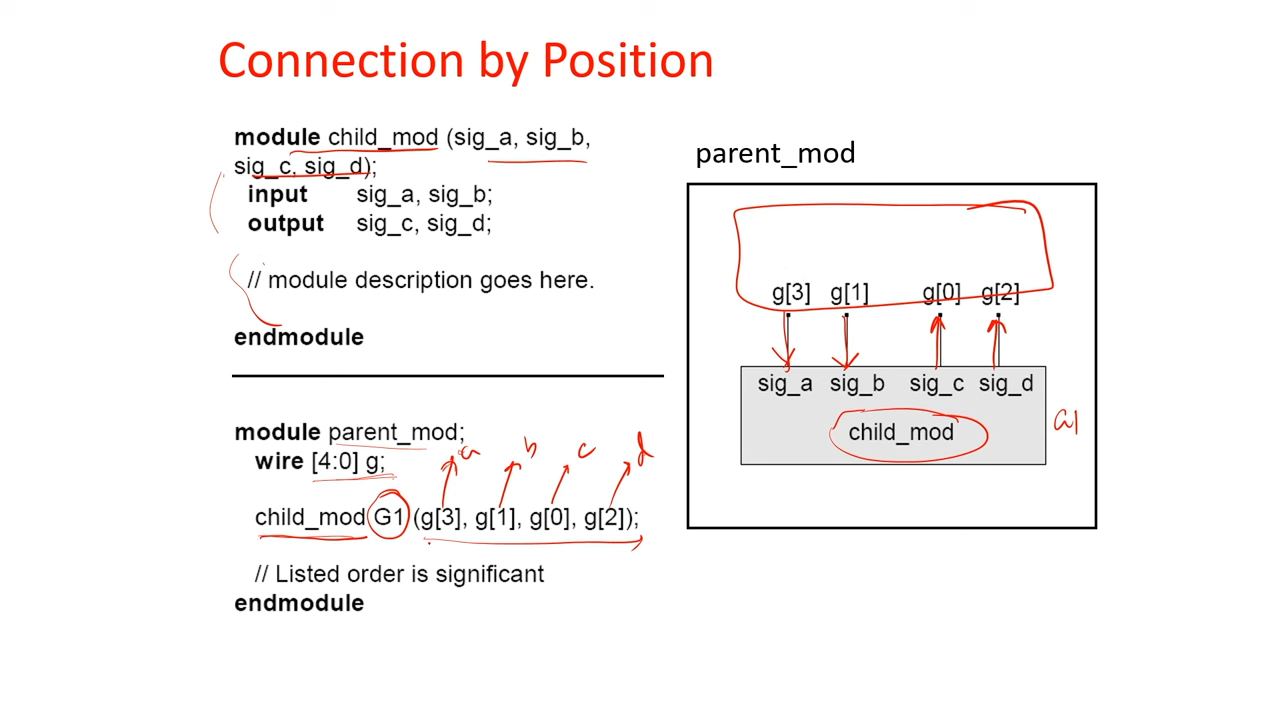 Connection by Position
module child_mod (sig_a, sig_b,
sig_c, sig_d);
input sig_a, sig_b;
output sig_c, sig_d;
// module description goes here.
endmodule
module parent_mod;
wire [4:0] g;
a b c d
child_mod G1 (g[3], g[1], g[0], g[2]);
// Listed order is significant
endmodule
parent_mod
g[3] g[1] g[0] g[2]
sig_a sig_b sig_c sig_d
child_mod